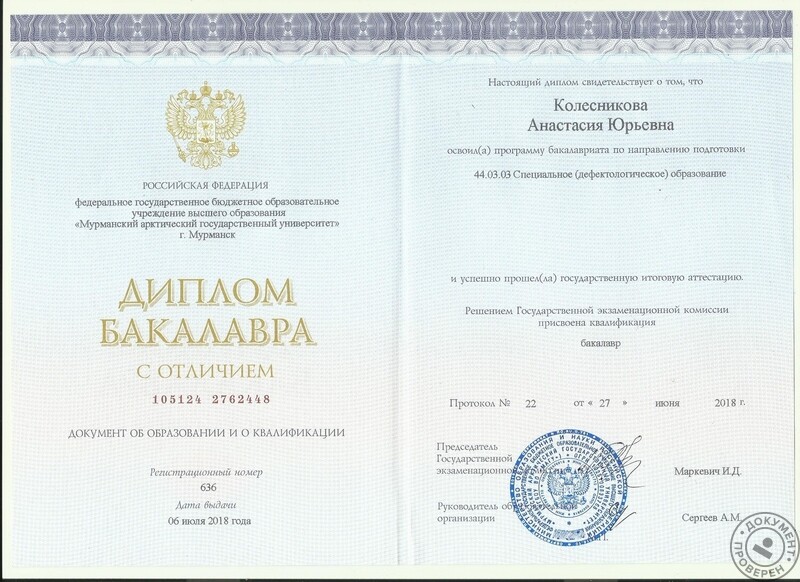 РОССИЙСКАЯ ФЕДЕРАЦИЯ
федеральное государственное бюджетное образовательное
учреждение высшего образования
«Мурманский арктический государственный университет»
г. Мурманск
ДИПЛОМ
БАКАЛАВРА
С ОТЛИЧИЕМ
105124 2762448
ДОКУМЕНТ ОБ ОБРАЗОВАНИИ И О КВАЛИФИКАЦИИ
Регистрационный номер
636
Дата выдачи
06 июля 2018 года
Настоящий диплом свидетельствует о том, что
Колесникова
Анастасия Юрьевна
освоил(а) программу бакалавриата по направлению подготовки
44.03.03 Специальное (дефектологическое) образование
и успешно прошел(ла) государственную итоговую аттестацию.
Решением Государственной экзаменационной комиссии
присвоена квалификация
бакалавр
Протокол № 22 от « 27 » июня 2018 г.
Председатель
Государственной
экзаменационной
Маркевич И.Д.
Руководитель
организации
Сергеев А.М.
ДОКУМЕНТ
ПРОВЕРЕН